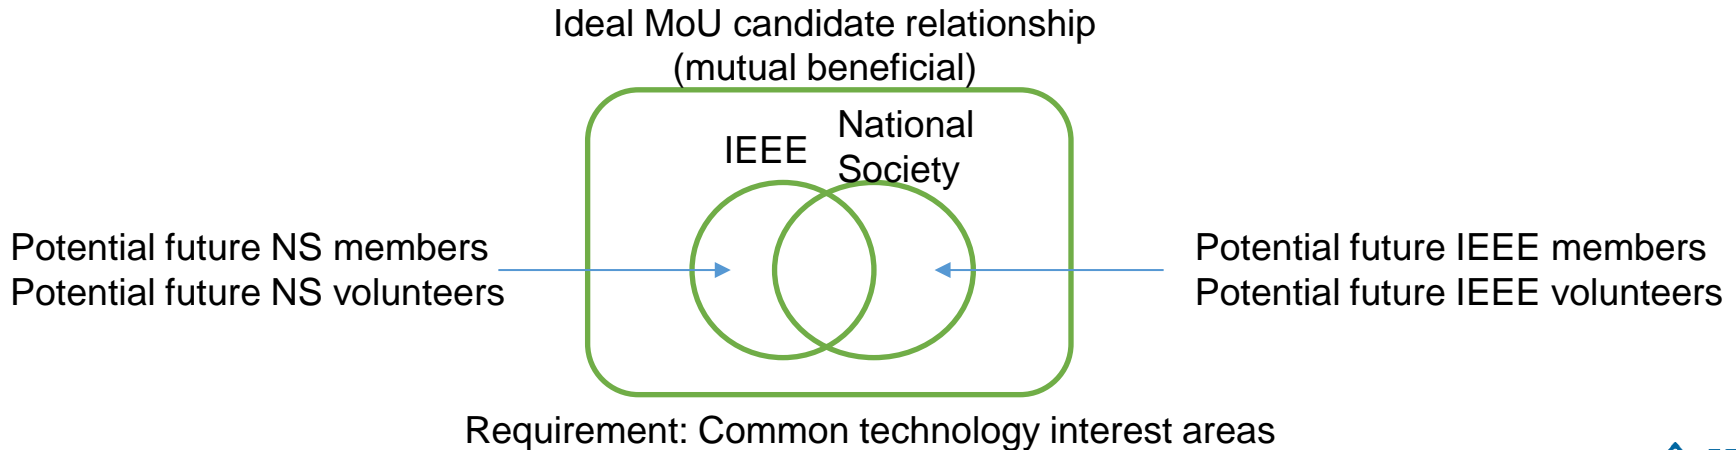 Ideal MoU candidate relationship
(mutual beneficial)
IEEE
National
Society
Potential future NS members
Potential future NS volunteers
Potential future IEEE members
Potential future IEEE volunteers
Requirement: Common technology interest areas